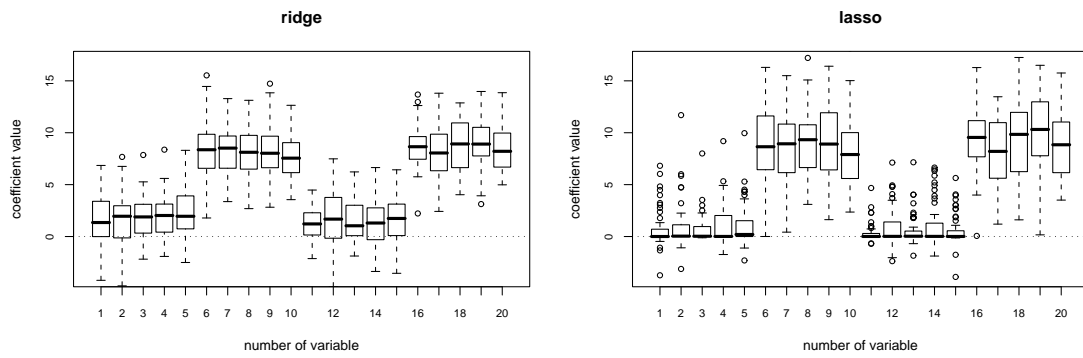 ridge
coefficient value
15
10
5
0
1 2 3 4 5 6 7 8 9 10 12 14 16 18 20
number of variable
lasso
coefficient value
15
10
5
0
1 2 3 4 5 6 7 8 9 10 12 14 16 18 20
number of variable